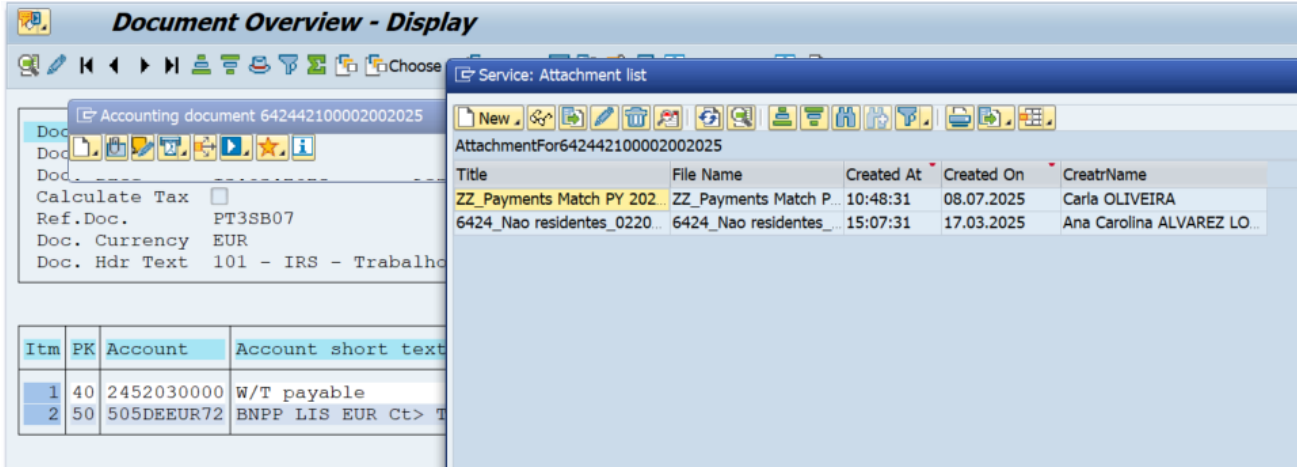 Document Overview - Display
Choose
Service: Attachment list
Accounting document 642442100002002025
New
AttachmentFor642442100002002025
Title File Name Created At Created On CreatrName
ZZ_Payments Match PY 202... ZZ_Payments Match P... 10:48:31 08.07.2025 Carla OLIVEIRA
6424_Nao residentes_0220... 6424_Nao residentes_... 15:07:31 17.03.2025 Ana Carolina ALVAREZ LO...
Doc
Doc
Doc.
Calculate Tax
Ref.Doc. PT3SB07
Doc. Currency EUR
Doc. Hdr Text 101 - IRS - Trabalho
Itm PK Account Account short text
1 40 2452030000 W/T payable
2 50 505DEEUR72 BNPP LIS EUR Ct> T